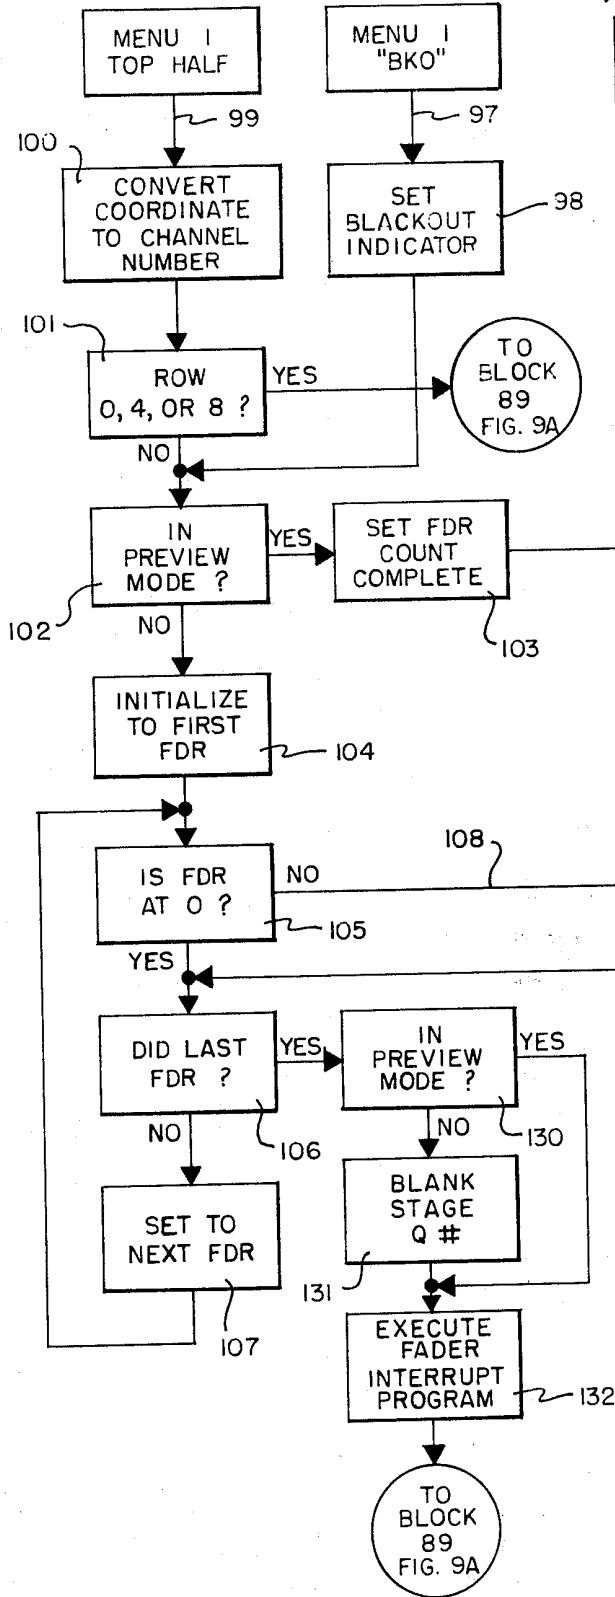 MENU I
TOP HALF
MENU I
"BKO"
99
97
100
CONVERT
COORDINATE
TO CHANNEL
NUMBER
SET
BLACKOUT
INDICATOR
98
101
ROW
0, 4, OR 8 ?
YES
TO
BLOCK
89
FIG. 9A
NO
IN
PREVIEW
MODE ?
YES
SET FDR
COUNT
COMPLETE
102
103
NO
INITIALIZE
TO FIRST
FDR
104
108
IS FDR
AT 0 ?
NO
105
YES
DID LAST
FDR ?
YES
IN
PREVIEW
MODE ?
YES
106
130
NO
NO
SET TO
NEXT FDR
BLANK
STAGE
Q #
107
131
EXECUTE
FADER
INTERRUPT
PROGRAM
132
TO
BLOCK
89
FIG. 9A